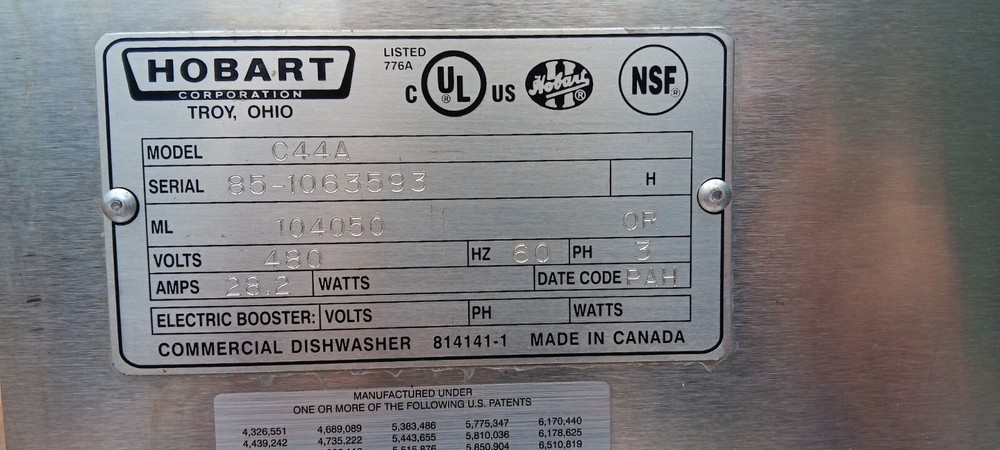 HOBART
CORPORATION
TROY, OHIO
LISTED
776A
C UL US Hobart NSF
MODEL C44A
SERIAL 85-1063593 H
ML 104050 OR
VOLTS 480 HZ 60 PH 3
AMPS 28.2 WATTS DATE CODE PAH
ELECTRIC BOOSTER: VOLTS PH WATTS
COMMERCIAL DISHWASHER 814141-1 MADE IN CANADA
MANUFACTURED UNDER
ONE OR MORE OF THE FOLLOWING U.S. PATENTS
4,326,551 4,689,089 5,383,486 5,775,347 6,170,440
4,439,242 4,735,222 5,443,655 5,810,036 6,178,625
5,515,876 5,850,904 6,510,819